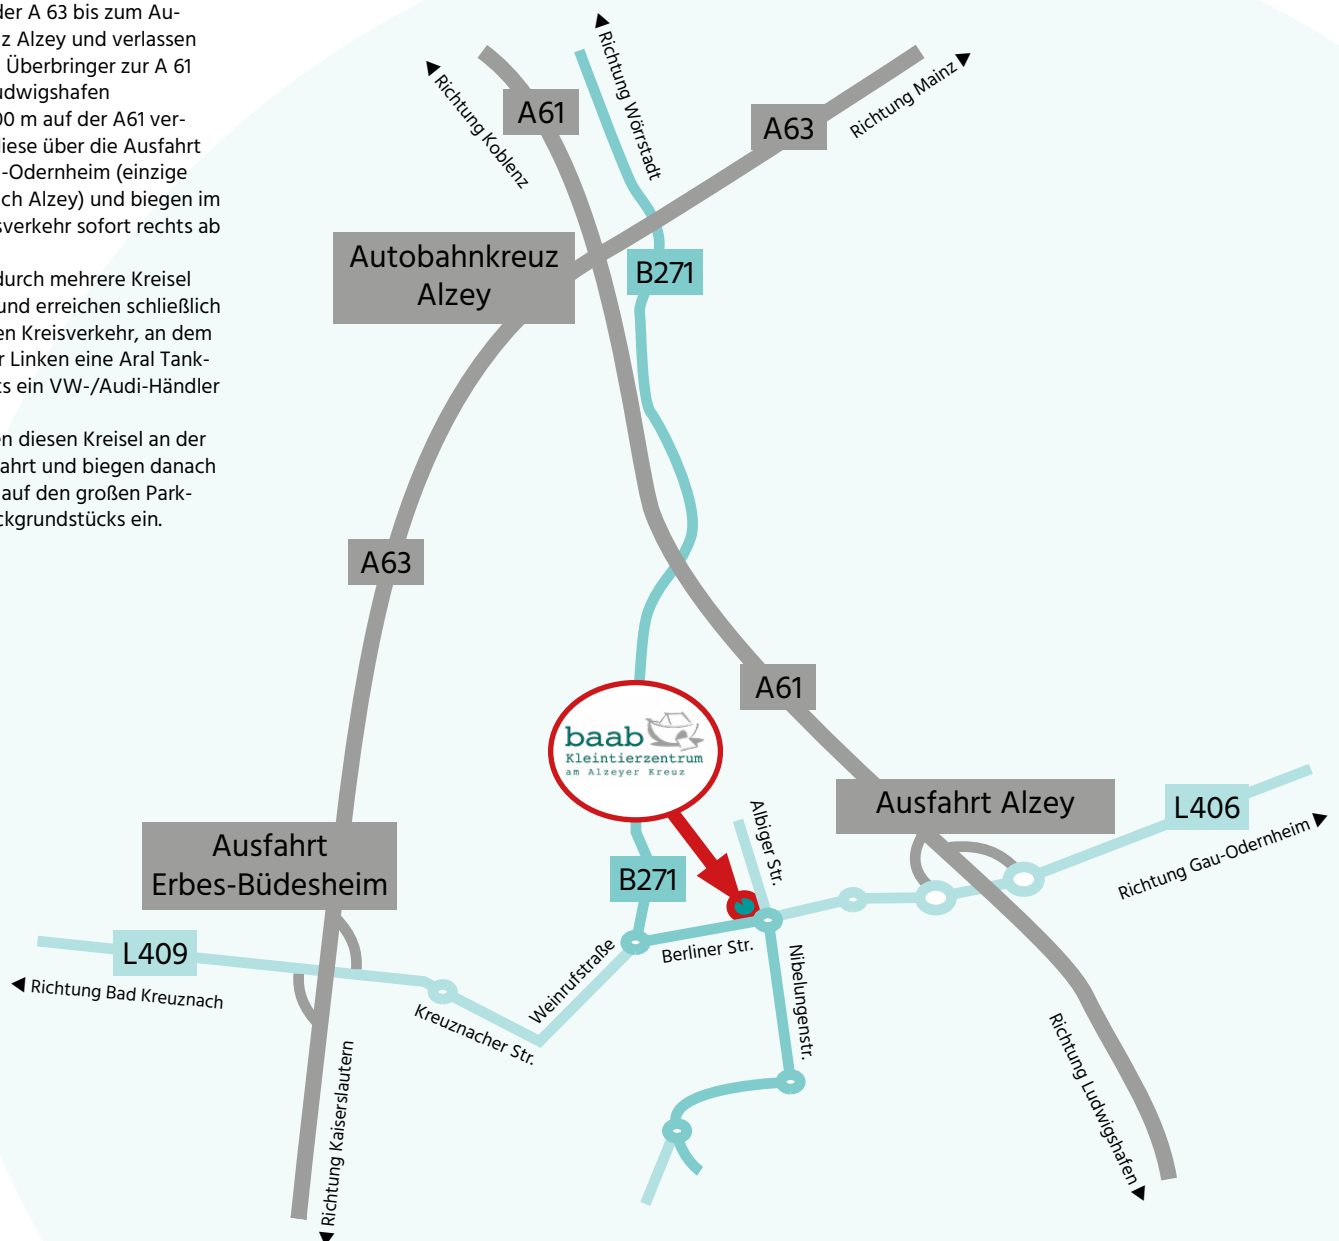 der A 63 bis zum Au-
z Alzey und verlassen
Überbringer zur A 61
udwigshafen
00 m auf der A61 ver-
diese über die Ausfahrt
-Odernheim (einzige
ch Alzey) und biegen im
sverkehr sofort rechts ab
durch mehrere Kreisel
und erreichen schließlich
en Kreisverkehr, an dem
r Linken eine Aral Tank-
ts ein VW-/Audi-Händler
en diesen Kreisel an der
fahrt und biegen danach
auf den großen Park-
ckgrundstücks ein.
Richtung Koblenz
A61
Richtung Wörrstadt
A63
Richtung Mainz
Autobahnkreuz
Alzey
B271
A63
A61
baab
Kleintierzentrum
am Alzeyer Kreuz
Ausfahrt Alzey
L406
Richtung Gau-Odernheim
Albiger Str.
Ausfahrt
Erbes-Büdesheim
B271
L409
Richtung Bad Kreuznach
Kreuznacher Str.
Weinrufstraße
Berliner Str.
Nibelungenstr.
Richtung Kaiserslautern
Richtung Ludwigshafen